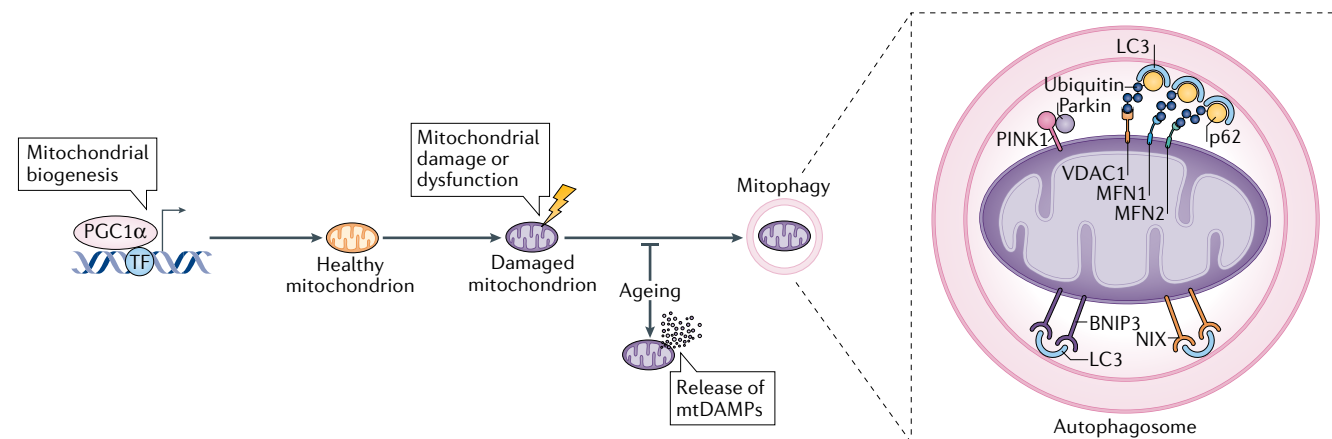 Mitochondrial
biogenesis
PGC1α
TF
Healthy
mitochondrion
Mitochondrial
damage or
dysfunction
Damaged
mitochondrion
Ageing
Release of
mtDAMPs
Mitophagy
LC3
Ubiquitin
Parkin
PINK1
p62
VDAC1
MFN1
MFN2
BNIP3
NIX
LC3
Autophagosome